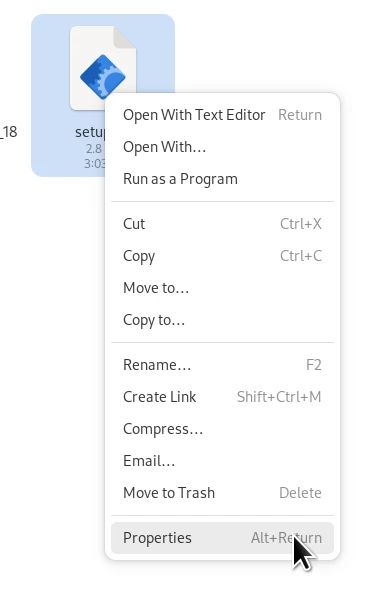 _18
setup
2.8
3:03
Open With Text Editor Return
Open With…
Run as a Program
Cut Ctrl+X
Copy Ctrl+C
Move to…
Copy to…
Rename… F2
Create Link Shift+Ctrl+M
Compress…
Email…
Move to Trash Delete
Properties Alt+Return